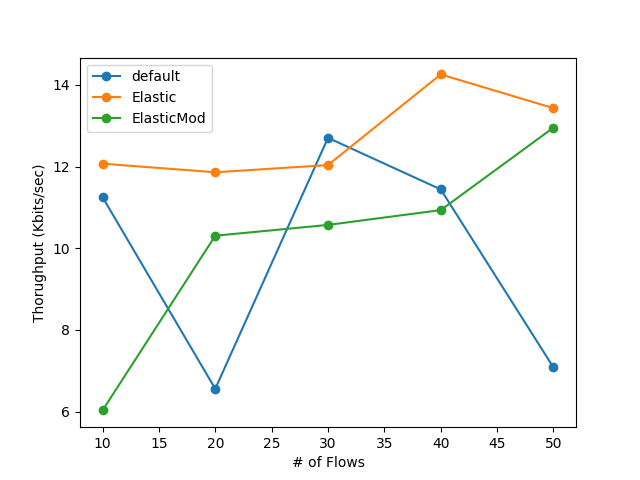 default
Elastic
ElasticMod
14
12
10
8
6
Thorughput (Kbits/sec)
10 15 20 25 30 35 40 45 50
# of Flows